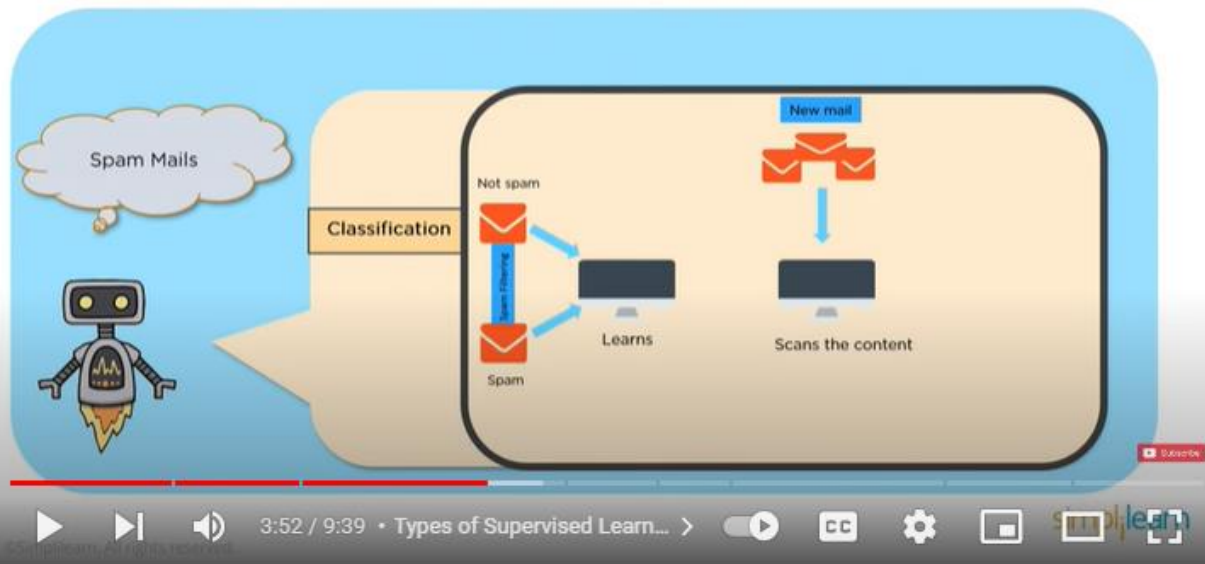 Spam Mails
Classification
Not spam
Spam Filtering
Spam
Learns
New mail
Scans the content
Subscribe
3:52 / 9:39 • Types of Supervised Learn...
CC
simplilearn
©Simplilearn. All rights reserved.